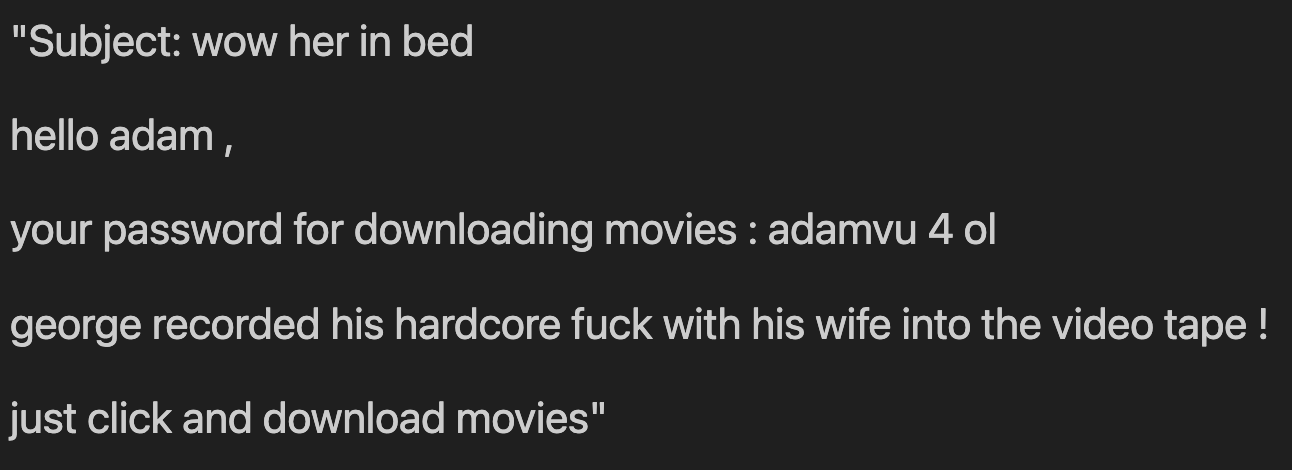 "Subject: wow her in bed
hello adam ,
your password for downloading movies : adamvu 4 ol
george recorded his hardcore fuck with his wife into the video tape !
just click and download movies"